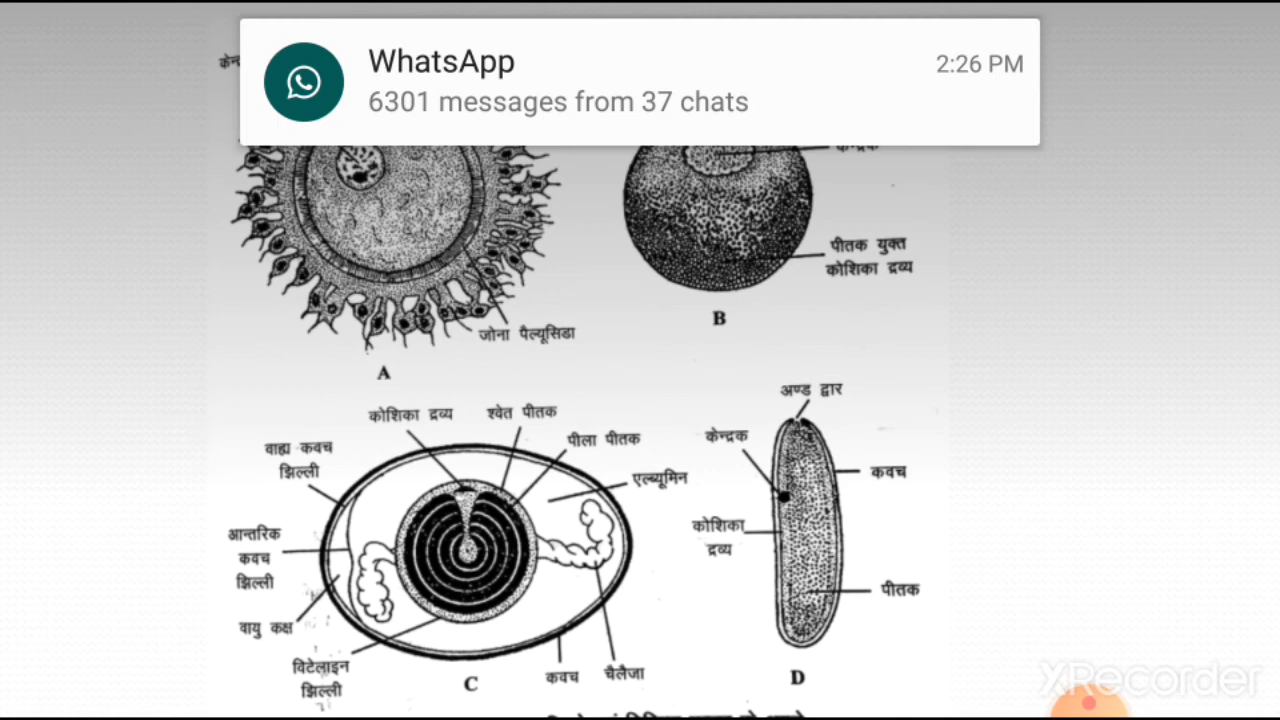 WhatsApp
2:26 PM
6301 messages from 37 chats
पीतक युक्त
कोशिका द्रव्य
B
जोना पैल्यूसिडा
A
अण्ड द्वार
कोशिका द्रव्य
श्वेत पीतक
पीला पीतक
केन्द्रक
वाह्य कवच
झिल्ली
एल्ब्यूमिन
कवच
आन्तरिक
कवच
झिल्ली
कोशिका
द्रव्य
पीतक
वायु कक्ष
विटेलाइन
झिल्ली
कवच
चैलैजा
C
D
XRecorder